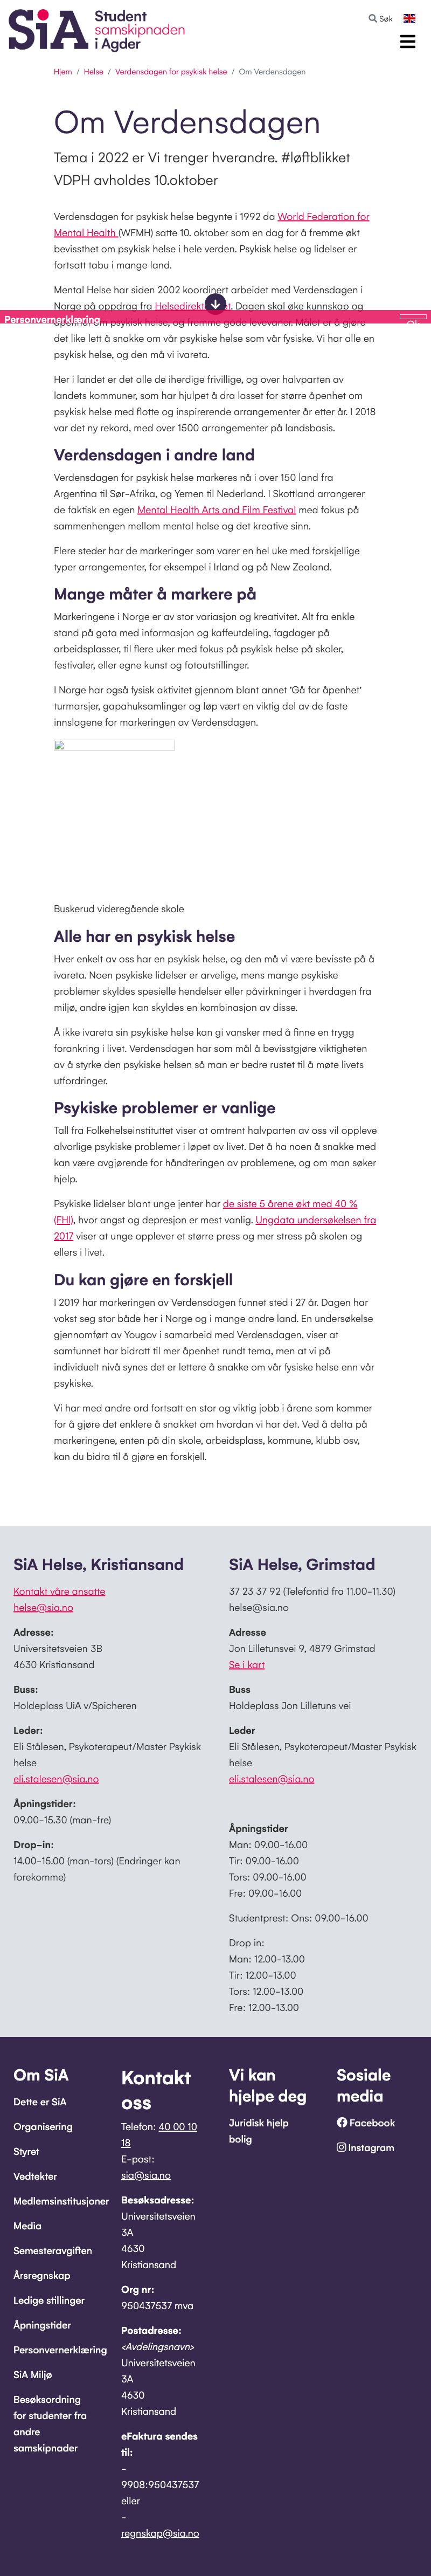 SiA Student
samskipnaden
i Agder
Søk
Hjem / Helse / Verdensdagen for psykisk helse / Om Verdensdagen
Om Verdensdagen
Tema i 2022 er Vi trenger hverandre. #løftblikket
VDPH avholdes 10.oktober
Verdensdagen for psykisk helse begynte i 1992 da World Federation for
Mental Health (WFMH) satte 10. oktober som en dag for å fremme økt
bevissthet om psykisk helse i hele verden. Psykisk helse og lidelser er
fortsatt tabu i mange land.
Mental Helse har siden 2002 koordinert arbeidet med Verdensdagen i
Norge på oppdrag fra Helsedirekt et. Dagen skal øke kunnskap og
Personvernerklæring
det like lett å snakke om vår psykiske helse som vår fysiske. Vi har alle en
psykisk helse, og den må vi ivareta.
Her i landet er det alle de iherdige frivillige, og over halvparten av
landets kommuner, som har hjulpet å dra lasset for større åpenhet om
psykisk helse med flotte og inspirerende arrangementer år etter år. I 2018
var det ny rekord, med over 1500 arrangementer på landsbasis.
Verdensdagen i andre land
Verdensdagen for psykisk helse markeres nå i over 150 land fra
Argentina til Sør-Afrika, og Yemen til Nederland. I Skottland arrangerer
de faktisk en egen Mental Health Arts and Film Festival med fokus på
sammenhengen mellom mental helse og det kreative sinn.
Flere steder har de markeringer som varer en hel uke med forskjellige
typer arrangementer, for eksempel i Irland og på New Zealand.
Mange måter å markere på
Markeringene i Norge er av stor variasjon og kreativitet. Alt fra enkle
stand på gata med informasjon og kaffeutdeling, fagdager på
arbeidsplasser, til flere uker med fokus på psykisk helse på skoler,
festivaler, eller egne kunst og fotoutstillinger.
I Norge har også fysisk aktivitet gjennom blant annet 'Gå for åpenhet'
turmarsjer, gapahuksamlinger og løp vært en viktig del av de faste
innslagene for markeringen av Verdensdagen.
Buskerud videregående skole
Alle har en psykisk helse
Hver enkelt av oss har en psykisk helse, og den må vi være bevisste på å
ivareta. Noen psykiske lidelser er arvelige, mens mange psykiske
problemer skyldes spesielle hendelser eller påvirkninger i hverdagen fra
miljø, andre igjen kan skyldes en kombinasjon av disse.
Å ikke ivareta sin psykiske helse kan gi vansker med å finne en trygg
forankring i livet. Verdensdagen har som mål å bevisstgjøre viktigheten
av å styrke den psykiske helsen så man er bedre rustet til å møte livets
utfordringer.
Psykiske problemer er vanlige
Tall fra Folkehelseinstituttet viser at omtrent halvparten av oss vil oppleve
alvorlige psykiske problemer i løpet av livet. Det å ha noen å snakke med
kan være avgjørende for håndteringen av problemene, og om man søker
hjelp.
Psykiske lidelser blant unge jenter har de siste 5 årene økt med 40 %
(FHI), hvor angst og depresjon er mest vanlig. Ungdata undersøkelsen fra
2017 viser at unge opplever et større press og mer stress på skolen og
ellers i livet.
Du kan gjøre en forskjell
I 2019 har markeringen av Verdensdagen funnet sted i 27 år. Dagen har
vokst seg stor både her i Norge og i mange andre land. En undersøkelse
gjennomført av Yougov i samarbeid med Verdensdagen, viser at
samfunnet har bidratt til mer åpenhet rundt tema, men at vi på
individuelt nivå synes det er lettere å snakke om vår fysiske helse enn vår
psykiske.
Vi har med andre ord fortsatt en stor og viktig jobb i årene som kommer
for å gjøre det enklere å snakket om hvordan vi har det. Ved å delta på
markeringene, enten på din skole, arbeidsplass, kommune, klubb osv,
kan du bidra til å gjøre en forskjell.
SiA Helse, Kristiansand
Kontakt våre ansatte
helse@sia.no
Adresse:
Universitetsveien 3B
4630 Kristiansand
Buss:
Holdeplass UiA v/Spicheren
Leder:
Eli Stålesen, Psykoterapeut/Master Psykisk
helse
eli.stalesen@sia.no
Åpningstider:
09.00-15.30 (man-fre)
Drop-in:
14.00-15.00 (man-tors) (Endringer kan
forekomme)
SiA Helse, Grimstad
37 23 37 92 (Telefontid fra 11.00-11.30)
helse@sia.no
Adresse
Jon Lilletunsvei 9, 4879 Grimstad
Se i kart
Buss
Holdeplass Jon Lilletuns vei
Leder
Eli Stålesen, Psykoterapeut/Master Psykisk
helse
eli.stalesen@sia.no
Åpningstider
Man: 09.00-16.00
Tir: 09.00-16.00
Tors: 09.00-16.00
Fre: 09.00-16.00
Studentprest: Ons: 09.00-16.00
Drop in:
Man: 12.00-13.00
Tir: 12.00-13.00
Tors: 12.00-13.00
Fre: 12.00-13.00
Om SiA
Dette er SiA
Organisering
Styret
Vedtekter
Medlemsinstitusjoner
Media
Semesteravgiften
Årsregnskap
Ledige stillinger
Åpningstider
Personvernerklæring
SiA Miljø
Besøksordning
for studenter fra
andre
samskipnader
Kontakt
oss
Telefon: 40 00 10
18
E-post:
sia@sia.no
Besøksadresse:
Universitetsveien
3A
4630
Kristiansand
Org nr:
950437537 mva
Postadresse:
<Avdelingsnavn>
Universitetsveien
3A
4630
Kristiansand
eFaktura sendes
til:
-
9908:950437537
eller
-
regnskap@sia.no
Vi kan
hjelpe deg
Juridisk hjelp
bolig
Sosiale
media
Facebook
Instagram